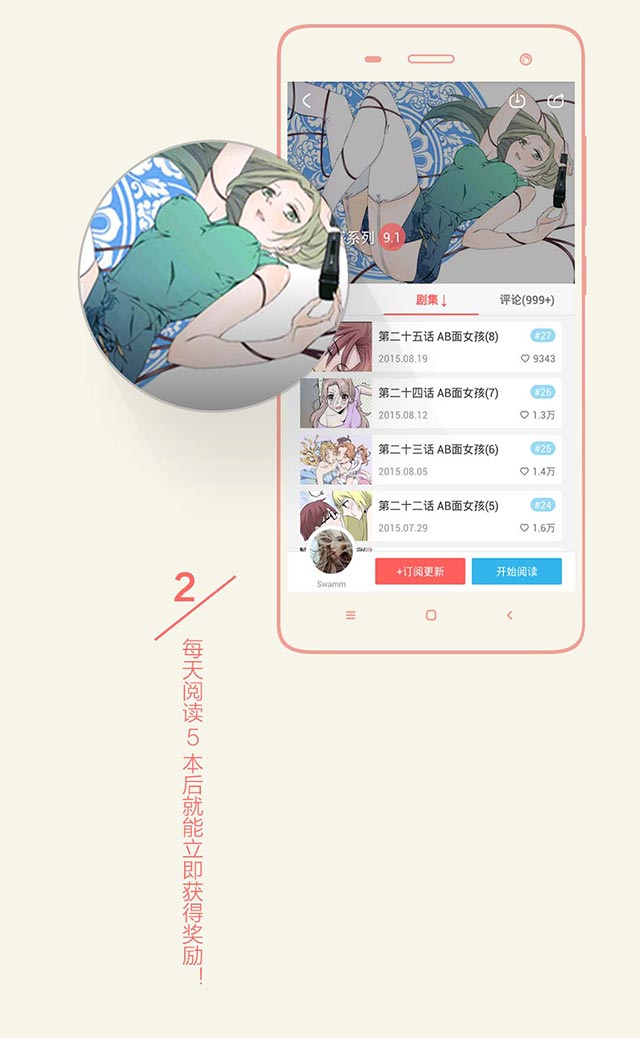 系列 9.1
剧集↓
评论(999+)
第二十五话 AB面女孩(8)
#27
2015.08.19
9343
第二十四话 AB面女孩(7)
#26
2015.08.12
1.3万
第二十三话 AB面女孩(6)
#25
2015.08.05
1.4万
第二十二话 AB面女孩(5)
#24
2015.07.29
1.6万
Swamm
+订阅更新
开始阅读
2
每天阅读 5 本后就能立即获得奖励！